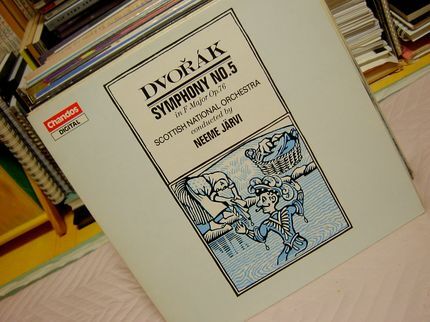 Chandos
DIGITAL
DVOŘÁK
SYMPHONY NO.5
in F Major Op.76
SCOTTISH NATIONAL ORCHESTRA
conducted by
NEEME JÄRVI